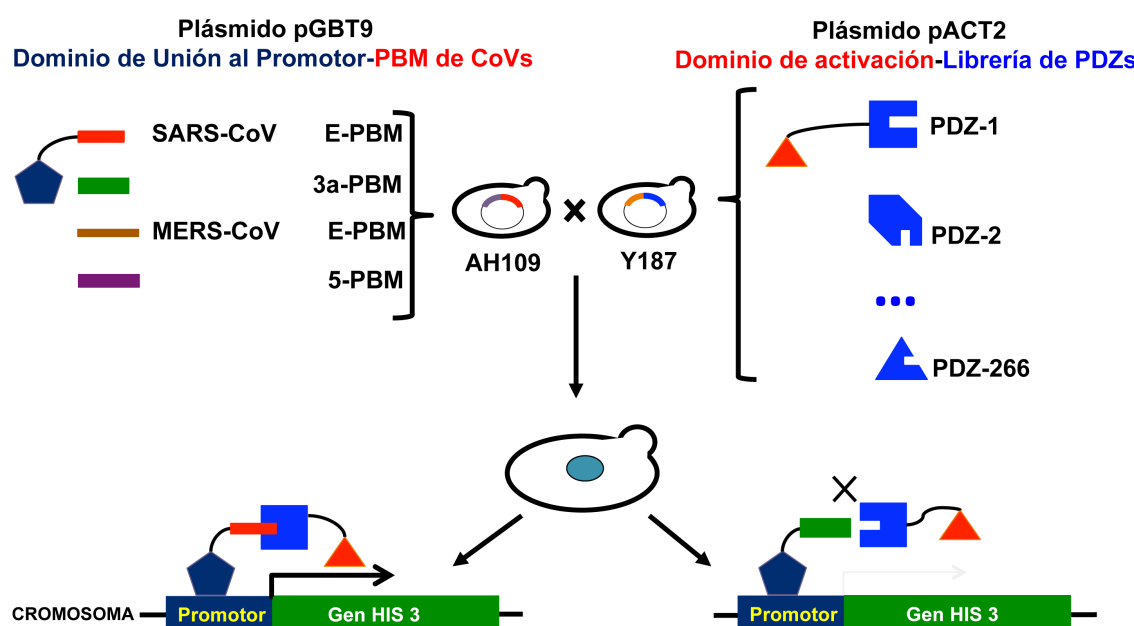 Plásmido pGBT9
Dominio de Unión al Promotor-PBM de CoVs
Plásmido pACT2
Dominio de activación-Librería de PDZs
SARS-CoV E-PBM
3a-PBM
MERS-CoV E-PBM
5-PBM
AH109
Y187
PDZ-1
PDZ-2
...
PDZ-266
CROMOSOMA
Promotor
Gen HIS 3
Promotor
Gen HIS 3